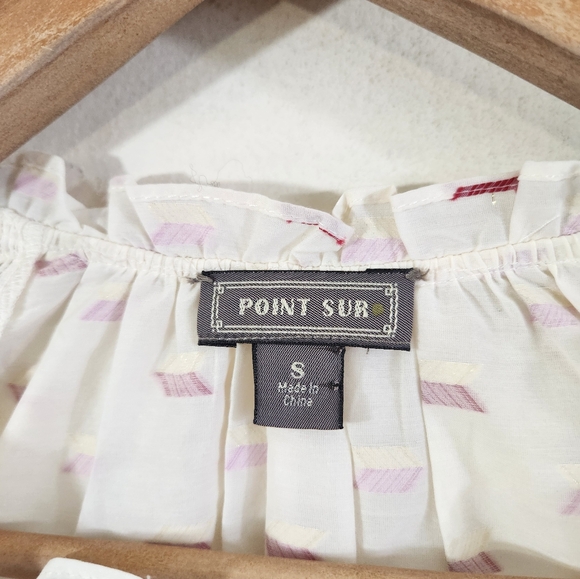 POINT SUR
S
Made in
China